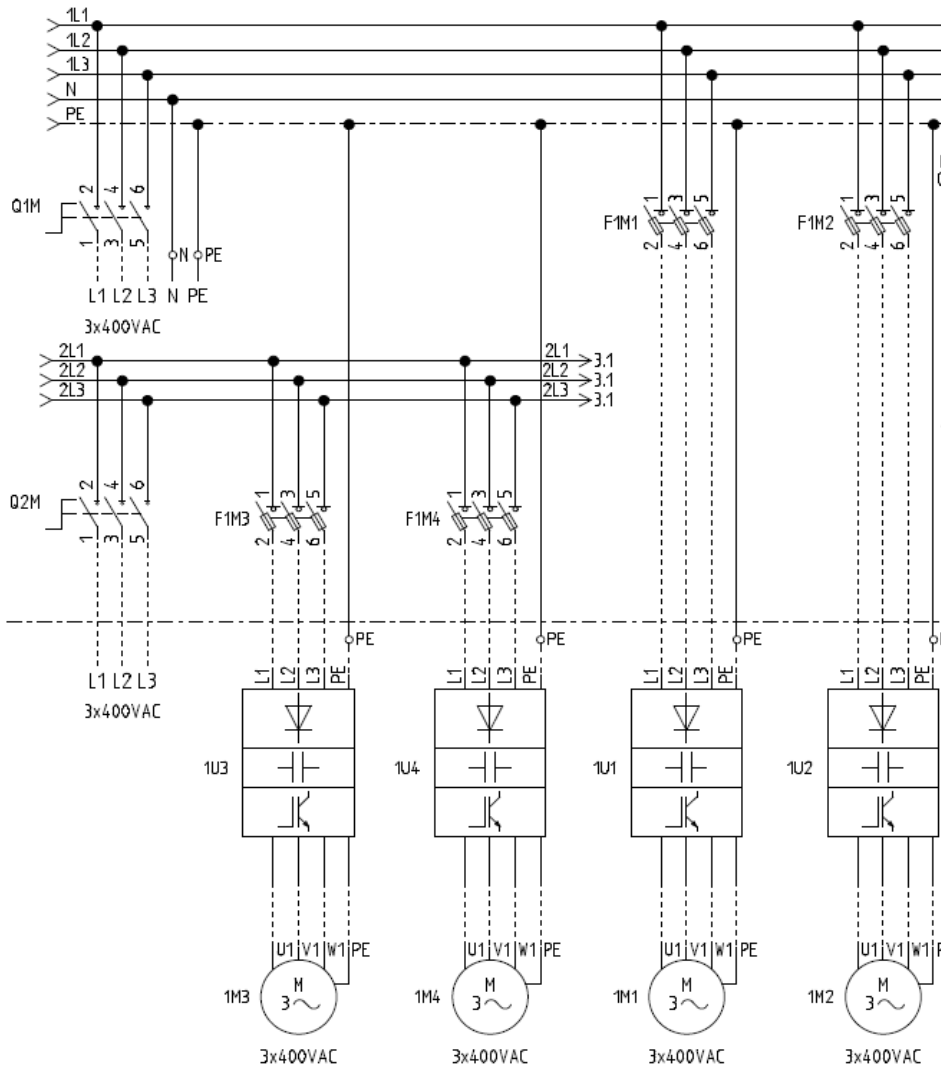 1L1
1L2
1L3
N
PE
Q1M
2 4 6
1 3 5
N PE
L1 L2 L3 N PE
3x400VAC
F1M1
1 3 5
2 4 6
F1M2
1 3 5
2 4 6
2L1 2L1 3.1
2L2 2L2 3.1
2L3 2L3 3.1
Q2M
2 4 6
1 3 5
F1M3
1 3 5
2 4 6
F1M4
1 3 5
2 4 6
PE PE PE
L1 L2 L3
3x400VAC
L1 L2 L3 PE
L1 L2 L3 PE
L1 L2 L3 PE
L1 L2 L3 PE
1U3 1U4 1U1 1U2
U1 V1 W1 PE
U1 V1 W1 PE
U1 V1 W1 PE
U1 V1 W1
1M3 M 3 ~
1M4 M 3 ~
1M1 M 3 ~
1M2 M 3 ~
3x400VAC 3x400VAC 3x400VAC 3x400VAC